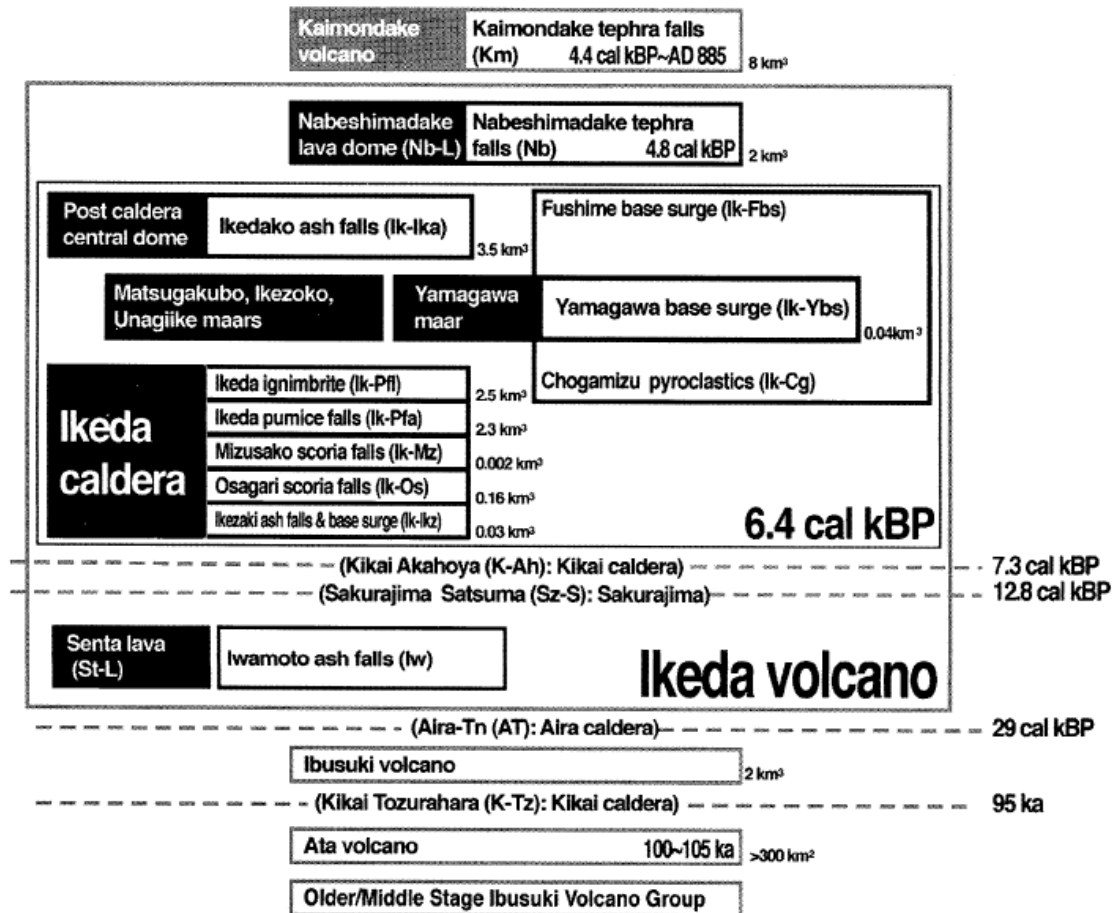 Kaimondake
volcano
Kaimondake tephra falls
(Km) 4.4 cal kBP~AD 885
8 km³
Nabeshimadake
lava dome (Nb-L)
Nabeshimadake tephra
falls (Nb) 4.8 cal kBP
2 km³
Post caldera
central dome
Ikedako ash falls (Ik-Ika)
3.5 km³
Fushime base surge (Ik-Fbs)
Matsugakubo, Ikezoko,
Unagiike maars
Yamagawa
maar
Yamagawa base surge (Ik-Ybs)
0.04km³
Chogamizu pyroclastics (Ik-Cg)
Ikeda
caldera
Ikeda ignimbrite (Ik-Pfl)
2.5 km³
Ikeda pumice falls (Ik-Pfa)
2.3 km³
Mizusako scoria falls (Ik-Mz)
0.002 km³
Osagari scoria falls (Ik-Os)
0.16 km³
Ikezaki ash falls & base surge (Ik-Ikz)
0.03 km³
6.4 cal kBP
(Kikai Akahoya (K-Ah): Kikai caldera)
7.3 cal kBP
(Sakurajima Satsuma (Sz-S): Sakurajima)
12.8 cal kBP
Senta lava
(St-L)
Iwamoto ash falls (Iw)
Ikeda volcano
(Aira-Tn (AT): Aira caldera)
29 cal kBP
Ibusuki volcano
2 km³
(Kikai Tozurahara (K-Tz): Kikai caldera)
95 ka
Ata volcano 100~105 ka
>300 km²
Older/Middle Stage Ibusuki Volcano Group